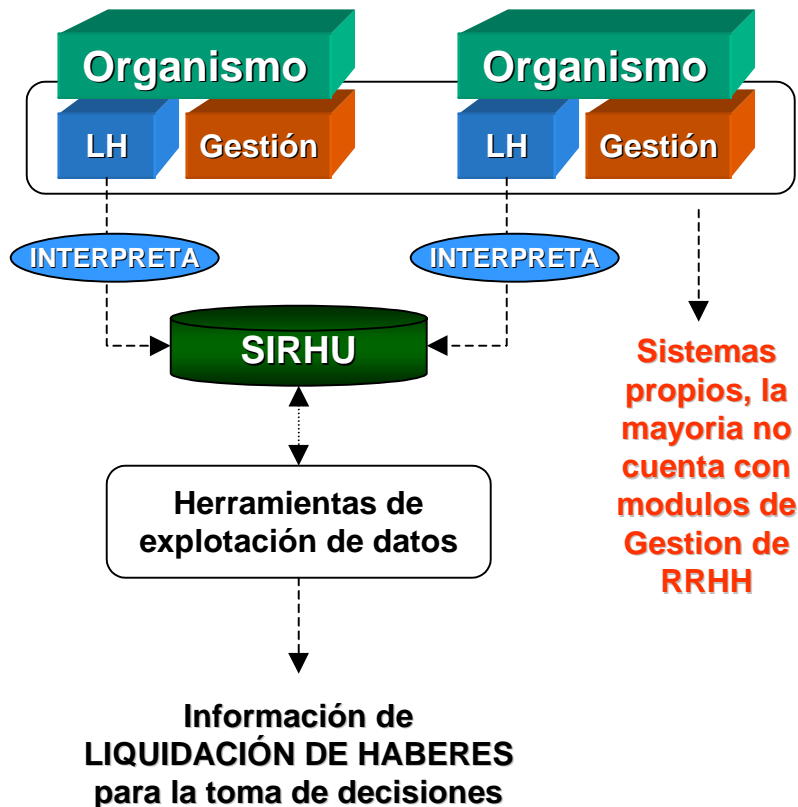 Organismo
Organismo
LH
Gestión
LH
Gestión
INTERPRETA
INTERPRETA
SIRHU
Sistemas
propios, la
mayoria no
cuenta con
modulos de
Gestion de
RRHH
Herramientas de
explotación de datos
Información de
LIQUIDACIÓN DE HABERES
para la toma de decisiones